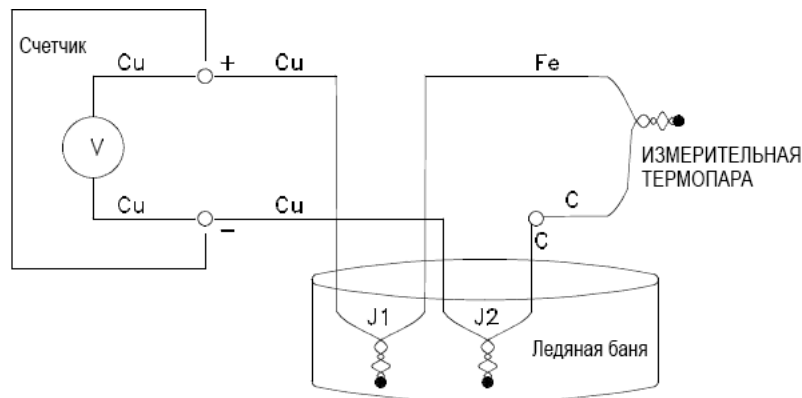 Счетчик
Cu
+
Cu
Fe
V
ИЗМЕРИТЕЛЬНАЯ
ТЕРМОПАРА
Cu
–
Cu
C
C
J1
J2
Ледяная баня